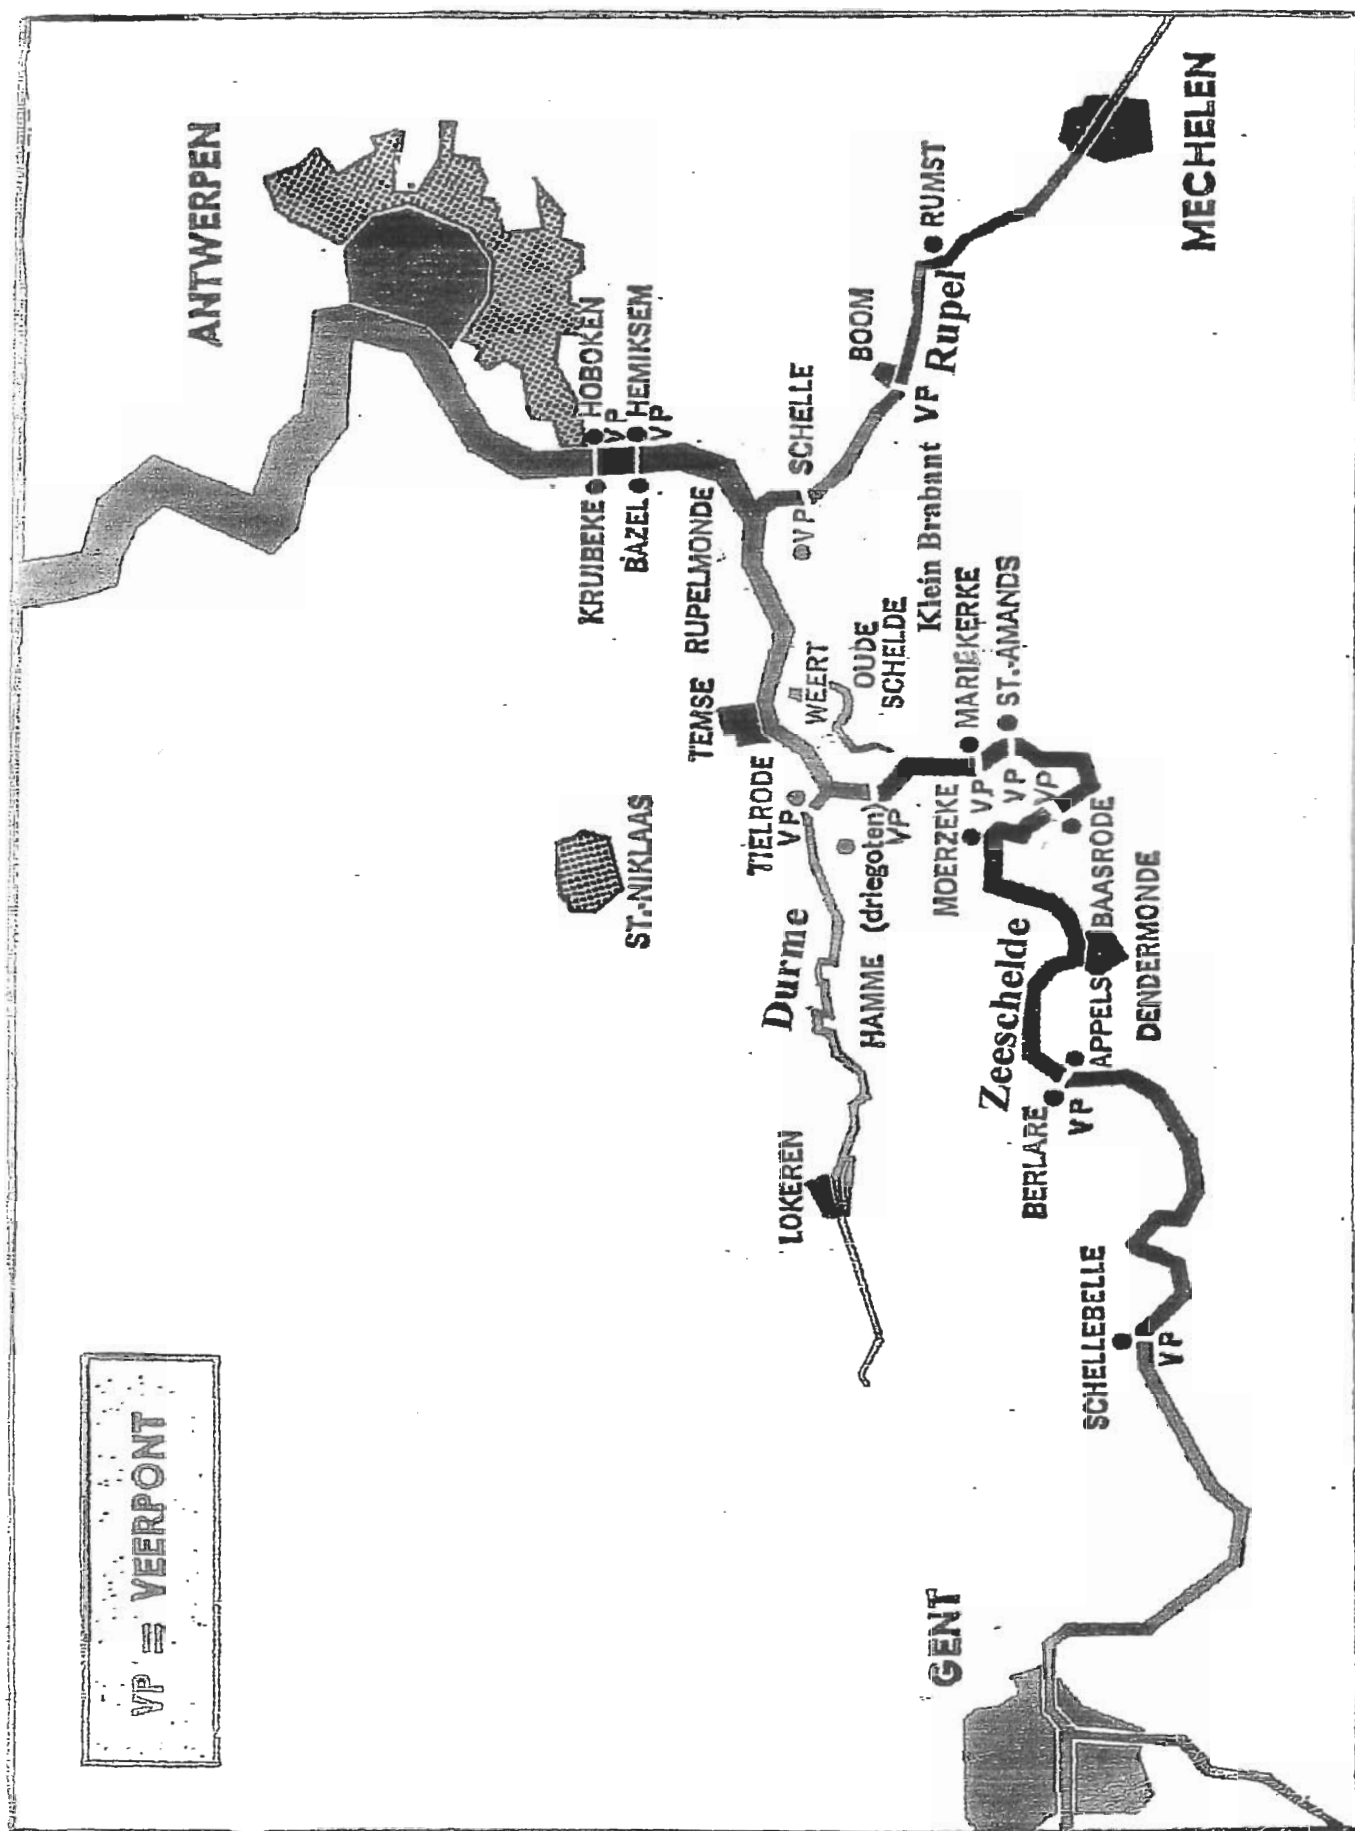 VP = VEERPONT
ANTWERPEN
ST.-NIKLAAS
KRUIBEKE
HOBOKEN
VP
BAZEL
HEMIKSEM
VP
TEMSE
RUPELMONDE
TIELRODE
VP
LOKEREN
Durme
WEERT
OUDE
SCHELDE
VP
SCHELLE
BOOM
HAMME (driegoten)
VP
Klein Brabant
VP
Rupel
RUMST
MECHELEN
GENT
MOERZEKE
MARIEKERKE
VP
ST.-AMANDS
VP
VP
Zeeschelde
BERLARE
VP
APPELS
BAASRODE
DENDERMONDE
SCHELLEBELLE
VP